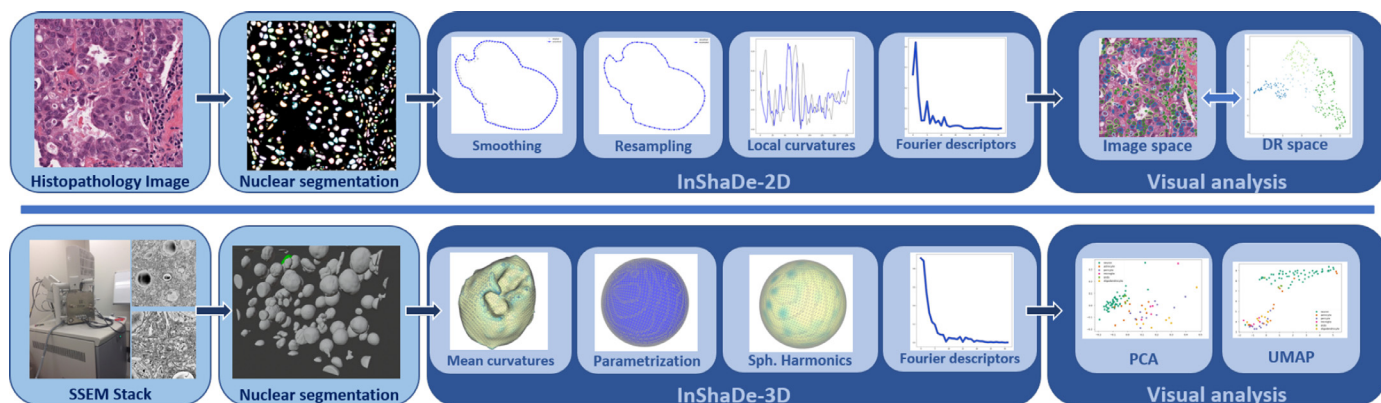 Smoothing
Resampling
Local curvatures
Fourier descriptors
Image space
DR space
Histopathology Image
Nuclear segmentation
InShaDe-2D
Visual analysis
Mean curvatures
Parametrization
Sph. Harmonics
Fourier descriptors
PCA
UMAP
SSEM Stack
Nuclear segmentation
InShaDe-3D
Visual analysis